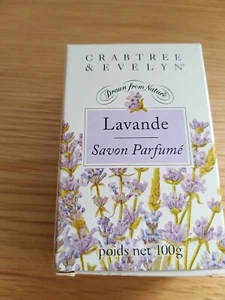 CRABTREE
& EVELYN®
Drawn from Nature
Lavande
Savon Parfumé
poids net 100g